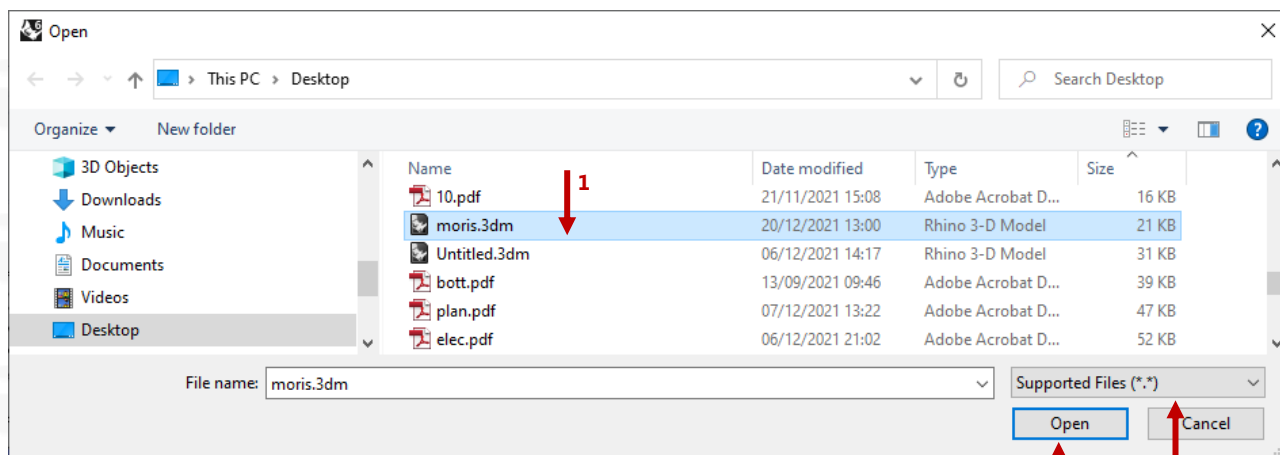 Open
This PC > Desktop
Search Desktop
Organize New folder
3D Objects
Downloads
Music
Documents
Videos
Desktop
Name Date modified Type Size
10.pdf 21/11/2021 15:08 Adobe Acrobat D... 16 KB
1
moris.3dm 20/12/2021 13:00 Rhino 3-D Model 21 KB
Untitled.3dm 06/12/2021 14:17 Rhino 3-D Model 31 KB
bott.pdf 13/09/2021 09:46 Adobe Acrobat D... 39 KB
plan.pdf 07/12/2021 13:22 Adobe Acrobat D... 47 KB
elec.pdf 06/12/2021 21:02 Adobe Acrobat D... 52 KB
File name: moris.3dm Supported Files (*.*)
Open Cancel